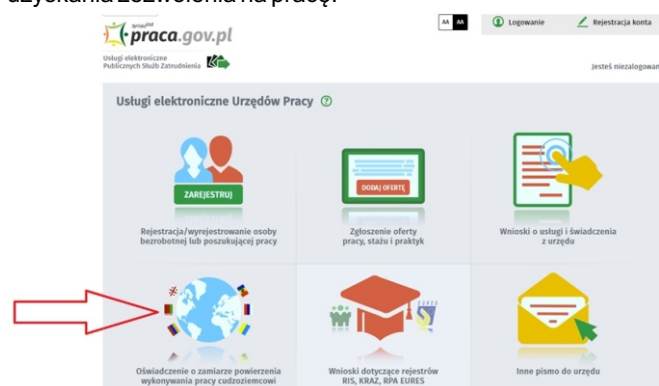 uzyskania zezwolenia na pracę.
praca.gov.pl
AA AA
Logowanie
Rejestracja konta
Usługi elektroniczne
Publicznych Służb Zatrudnienia
Jesteś niezalogowan
Usługi elektroniczne Urzędów Pracy ?
ZAREJESTRUJ
DODAJ OFERTĘ
Rejestracja/wyrejestrowanie osoby
bezrobotnej lub poszukującej pracy
Zgłoszenie oferty
pracy, stażu i praktyk
Wnioski o usługi i świadczenia
z urzędu
Oświadczenie o zamiarze powierzenia
wykonywania pracy cudzoziemcowi
Wnioski dotyczące rejestrów
RIS, KRAZ, RPA EURES
Inne pismo do urzędu